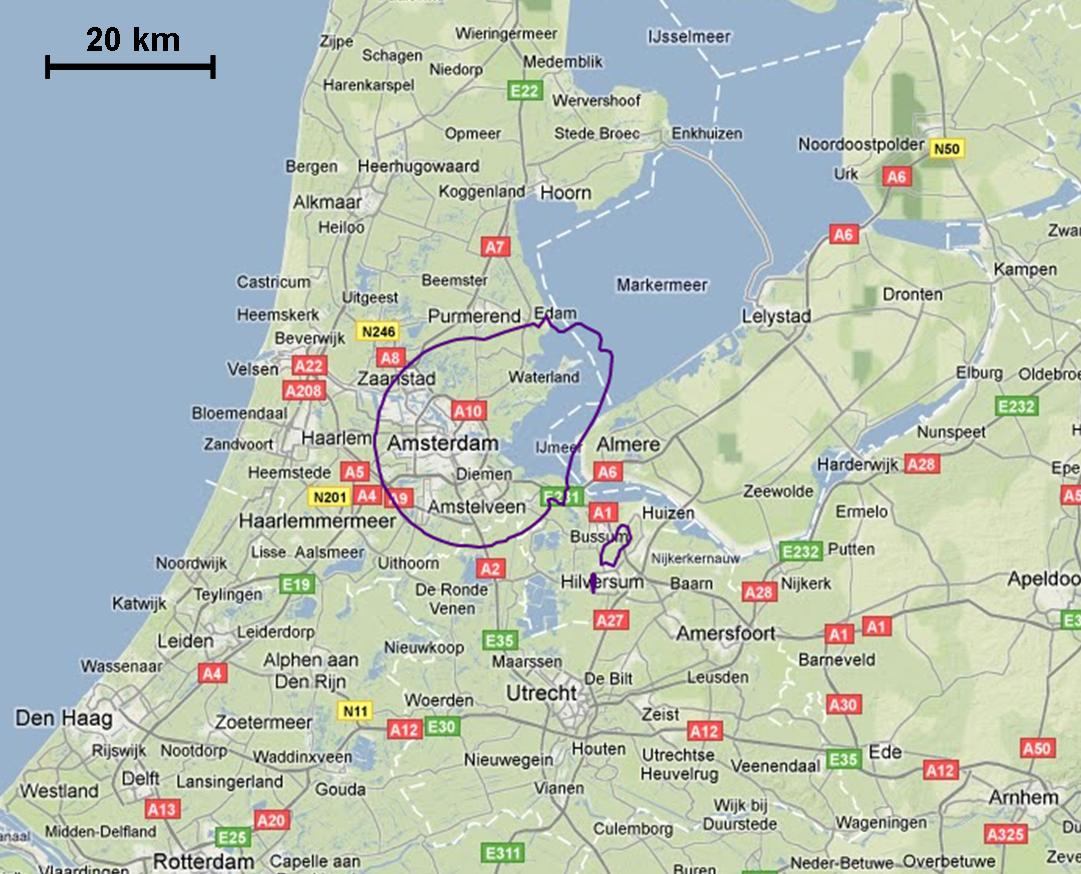 20 km
Zijpe
Wieringermeer
IJsselmeer
Schagen
Niedorp
Medemblik
Harenkarspel
E22
Wervershoof
Opmeer
Stede Broec
Enkhuizen
Noordoostpolder
N50
Bergen
Heerhugowaard
Urk
A6
Koggenland
Hoorn
Alkmaar
Heiloo
A7
A6
Zwar
Castricum
Beemster
Markermeer
Kampen
Uitgeest
Dronten
Heemskerk
Purmerend
Edam
Lelystad
N246
Beverwijk
A8
Velsen
A22
Zaanstad
Waterland
Elburg
Oldebroe
A208
E232
Bloemendaal
A10
Zandvoort
Haarlem
Amsterdam
IJmeer
Almere
Nunspeet
Heemstede
A5
Diemen
A6
Harderwijk
A28
Epe
N201
A4
A9
Amstelveen
E231
Zeewolde
A5
Haarlemmermeer
A1
Huizen
Ermelo
Bussum
Lisse
Aalsmeer
Nijkerkernauw
E232
Putten
Noordwijk
Uithoorn
A2
Teylingen
E19
De Ronde
Venen
Hilversum
Baarn
A28
Nijkerk
Apeldoo
Katwijk
A27
E3
Leiden
Leiderdorp
Nieuwkoop
E35
Amersfoort
A1
A1
Wassenaar
A4
Alphen aan
Den Rijn
Maarssen
Barneveld
De Bilt
Leusden
Woerden
Utrecht
Den Haag
Zoetermeer
N11
A12
E30
Zeist
A12
A30
Rijswijk
Nootdorp
Waddinxveen
Nieuwegein
Houten
Utrechtse
Heuvelrug
Veenendaal
E35
Ede
A50
A12
Delft
Lansingerland
Gouda
Vianen
Westland
Arnhem
A13
Wijk bij
Duurstede
Midden-Delfland
E25
A20
Culemborg
Wageningen
A325
Du
anaal
Rotterdam
Capelle aan
E311
Vlaardingen
Buren
Neder-Betuwe
Overbetuwe
Zeve